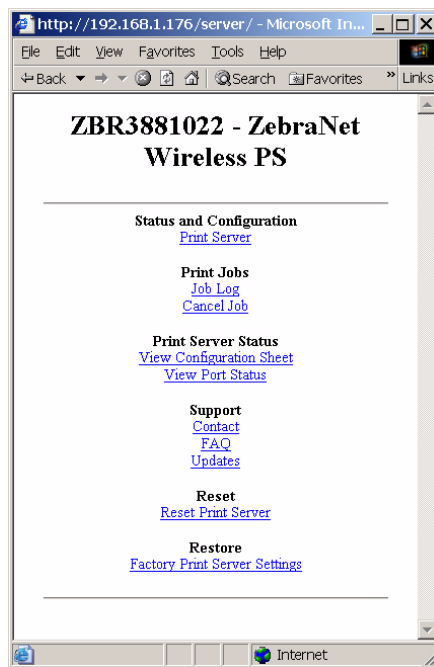 http://192.168.1.176/server/ - Microsoft In...
File Edit View Favorites Tools Help
Back Search Favorites » Links
ZBR3881022 - ZebraNet
Wireless PS
Status and Configuration
Print Server
Print Jobs
Job Log
Cancel Job
Print Server Status
View Configuration Sheet
View Port Status
Support
Contact
FAQ
Updates
Reset
Reset Print Server
Restore
Factory Print Server Settings
Internet